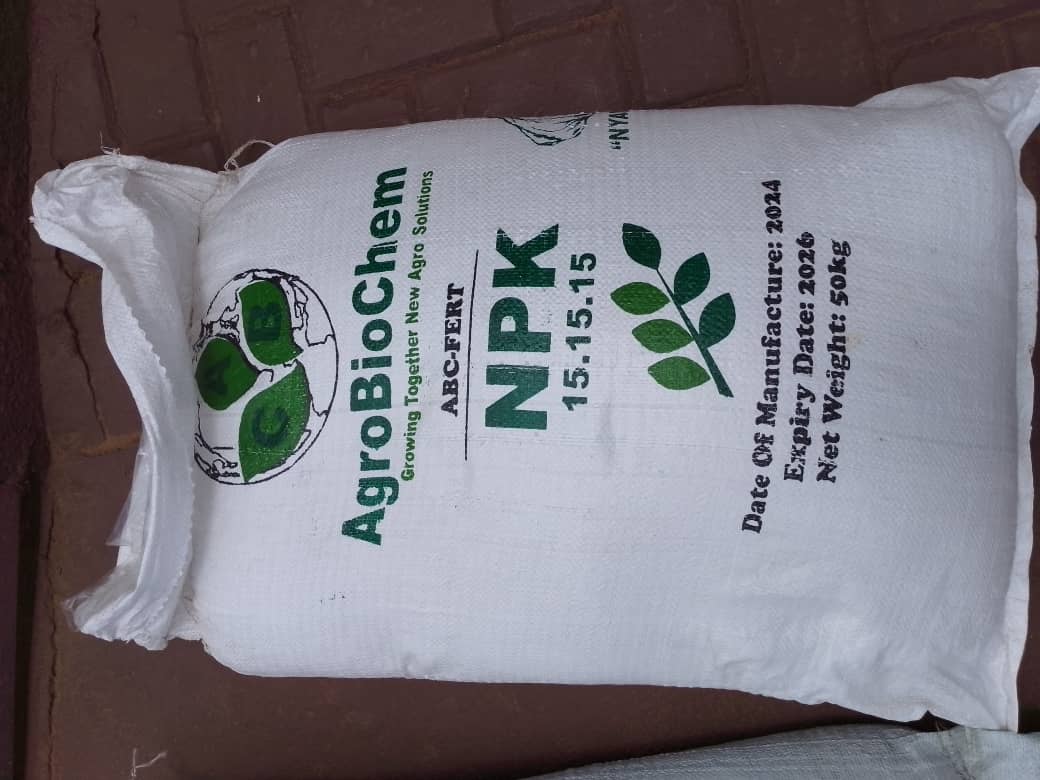 A
B
C
AgroBioChem
Growing Together New Agro Solutions
ABC-FERT
NPK
15.15.15
Date Of Manufacture: 2024
Expiry Date: 2026
Net Weight: 50kg